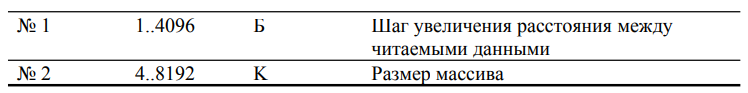 № 1 1..4096 Б Шаг увеличения расстояния между
читаемыми данными
№ 2 4..8192 К Размер массива